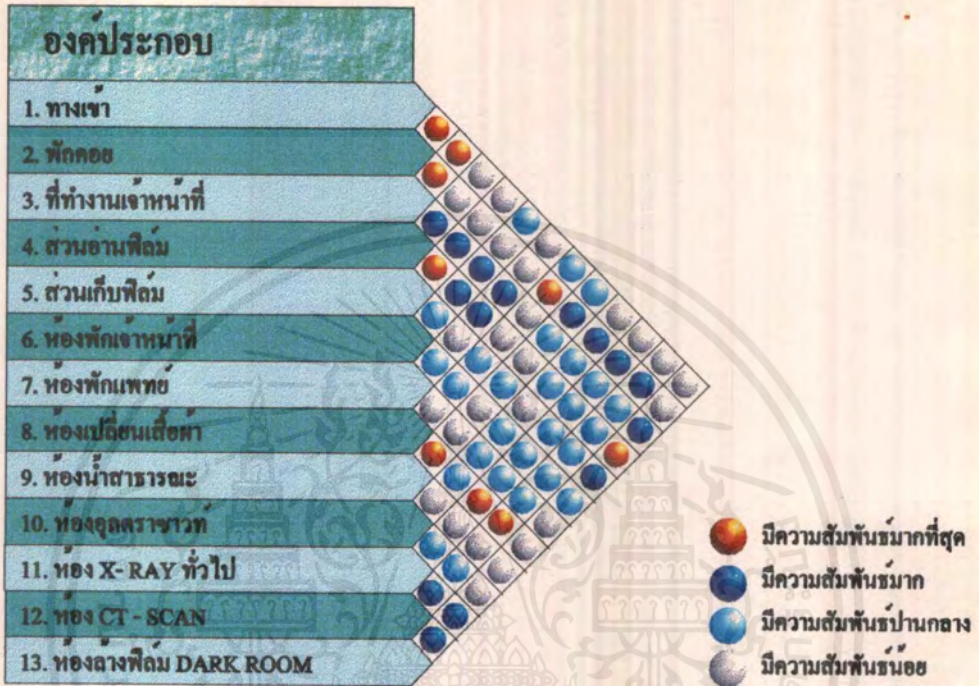 องค์ประกอบ
1. ทางเข้า
2. พักคอย
3. ที่ทำงานเจ้าหน้าที่
4. ส่วนอ่านฟิล์ม
5. ส่วนเก็บฟิล์ม
6. ห้องพักเจ้าหน้าที่
7. ห้องพักแพทย์
8. ห้องเปลี่ยนเสื้อผ้า
9. ห้องน้ำสาธารณะ
10. ห้องอุลตราซาวท์
11. ห้อง X- RAY ทั่วไป
12. ห้อง CT - SCAN
13. ห้องล้างฟิล์ม DARK ROOM
มีความสัมพันธ์มากที่สุด
มีความสัมพันธ์มาก
มีความสัมพันธ์ปานกลาง
มีความสัมพันธ์น้อย